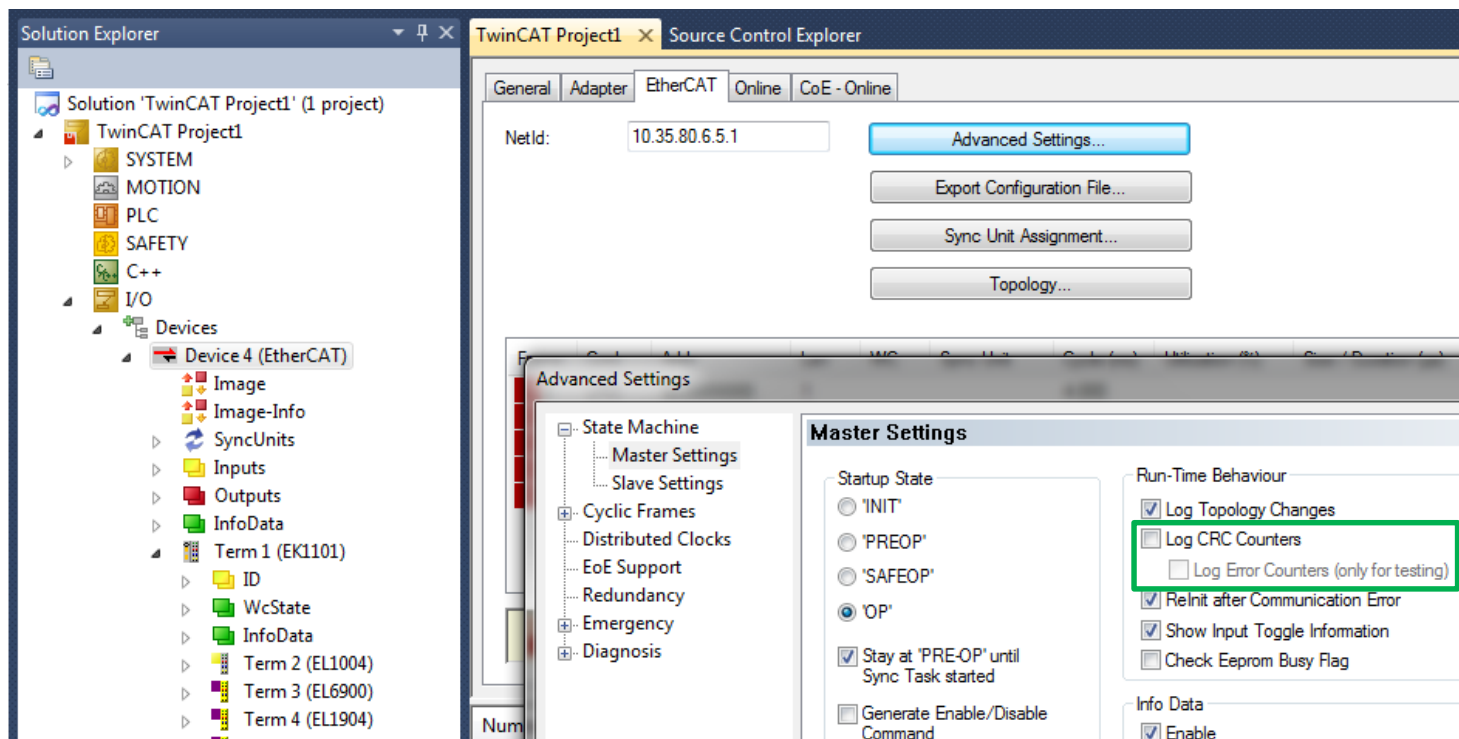 Solution Explorer
Solution 'TwinCAT Project1' (1 project)
TwinCAT Project1
SYSTEM
MOTION
PLC
SAFETY
C++
I/O
Devices
Device 4 (EtherCAT)
Image
Image-Info
SyncUnits
Inputs
Outputs
InfoData
Term 1 (EK1101)
ID
WcState
InfoData
Term 2 (EL1004)
Term 3 (EL6900)
Term 4 (EL1904)
TwinCAT Project1 Source Control Explorer
General Adapter EtherCAT Online CoE - Online
NetId: 10.35.80.6.5.1
Advanced Settings...
Export Configuration File...
Sync Unit Assignment...
Topology...
Num
Advanced Settings
State Machine
Master Settings
Slave Settings
Cyclic Frames
Distributed Clocks
EoE Support
Redundancy
Emergency
Diagnosis
Master Settings
Startup State
'INIT'
'PREOP'
'SAFEOP'
'OP'
Stay at 'PRE-OP' until
Sync Task started
Generate Enable/Disable
Command
Run-Time Behaviour
Log Topology Changes
Log CRC Counters
Log Error Counters (only for testing)
ReInit after Communication Error
Show Input Toggle Information
Check Eeprom Busy Flag
Info Data
Enable